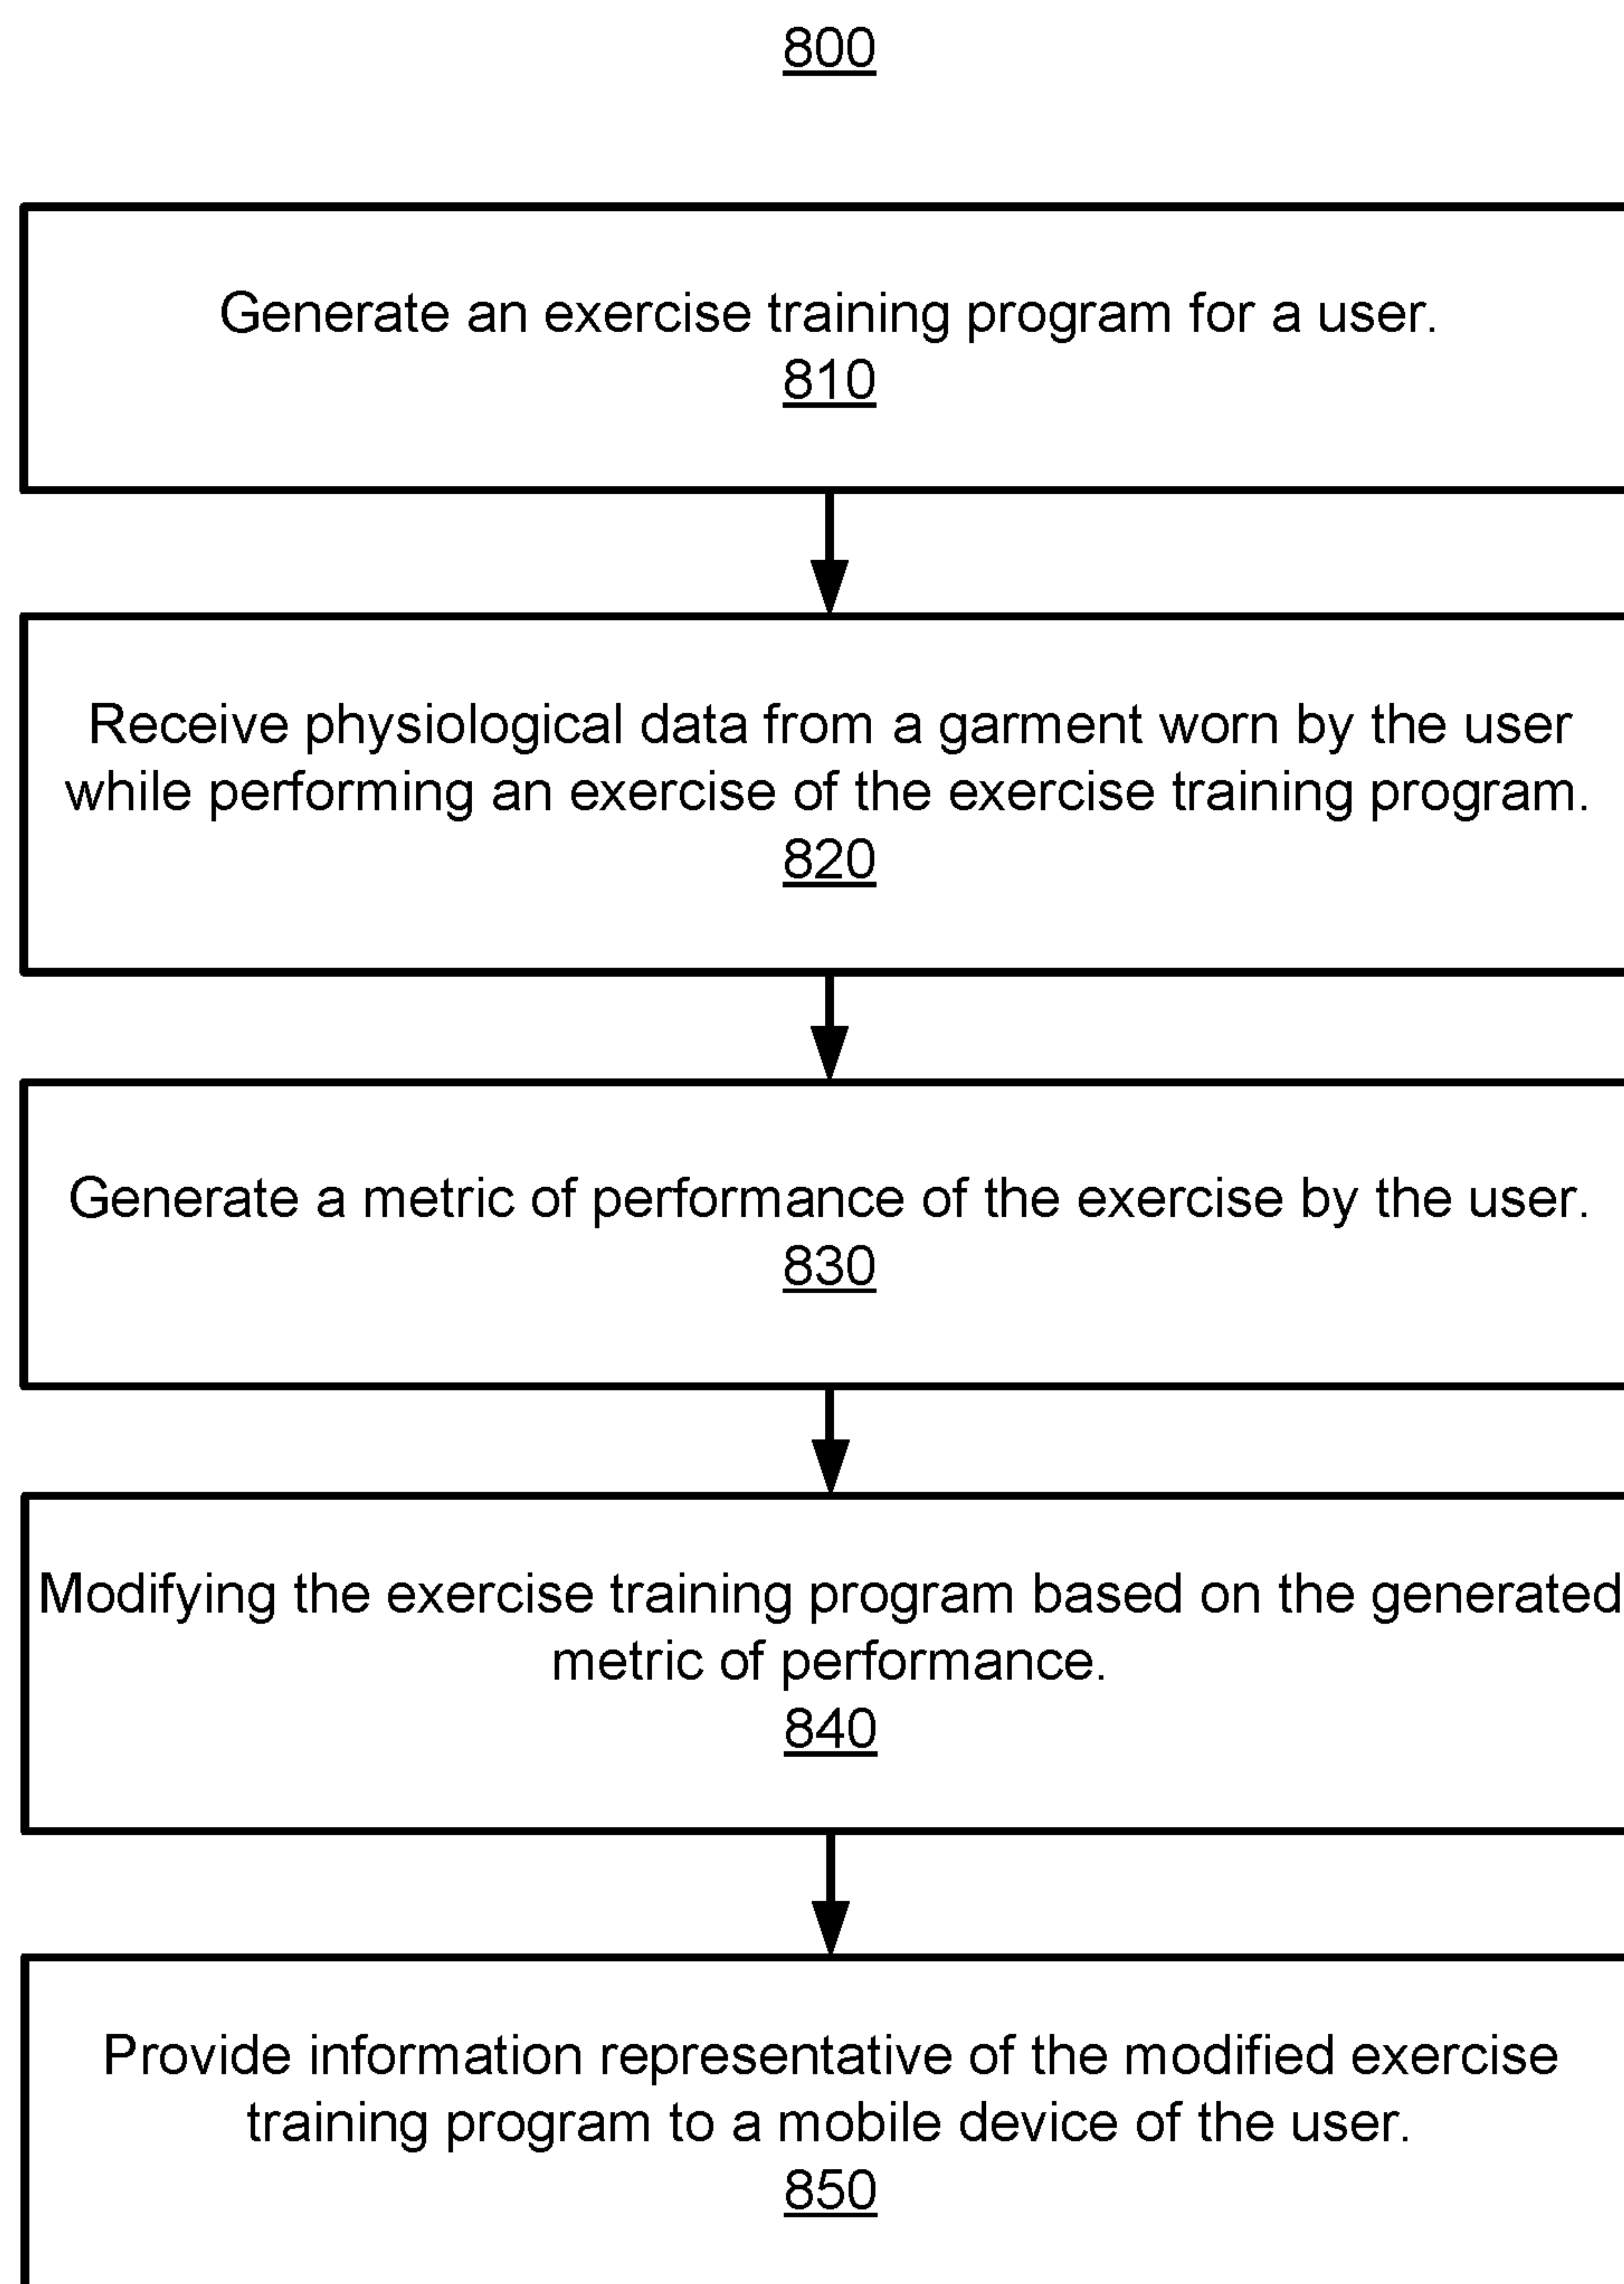 800
Generate an exercise training program for a user.
810
Receive physiological data from a garment worn by the user
while performing an exercise of the exercise training program.
820
Generate a metric of performance of the exercise by the user.
830
Modifying the exercise training program based on the generated
metric of performance.
840
Provide information representative of the modified exercise
training program to a mobile device of the user.
850